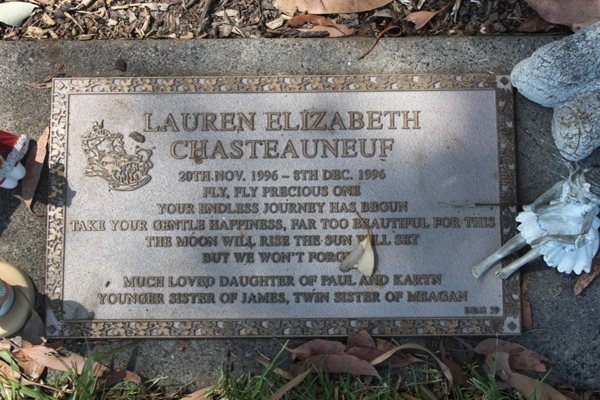 LAUREN ELIZABETH
CHASTEAUNEUF
20TH.NOV. 1996 – 8TH DEC. 1996
FLY, FLY PRECIOUS ONE
YOUR ENDLESS JOURNEY HAS BEGUN
TAKE YOUR GENTLE HAPPINESS, FAR TOO BEAUTIFUL FOR THIS
THE MOON WILL RISE THE SUN WILL SET
BUT WE WON'T
MUCH LOVED DAUGHTER OF PAUL AND KARYN
YOUNGER SISTER OF JAMES, TWIN SISTER OF MEAGAN